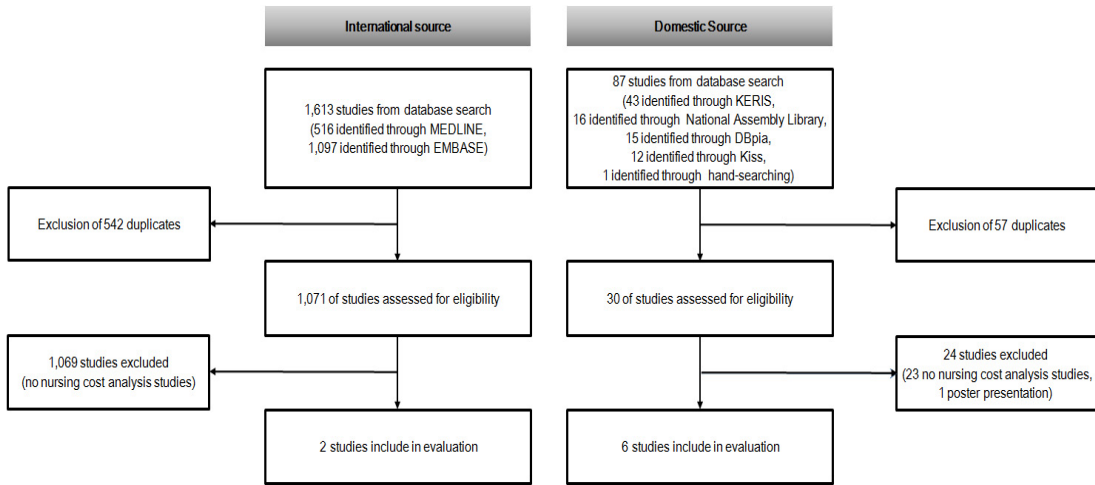 International source
Domestic Source
1,613 studies from database search
(516 identified through MEDLINE,
1,097 identified through EMBASE)
87 studies from database search
(43 identified through KERIS,
16 identified through National Assembly Library,
15 identified through DBpia,
12 identified through Kiss,
1 identified through hand-searching)
Exclusion of 542 duplicates
Exclusion of 57 duplicates
1,071 of studies assessed for eligibility
30 of studies assessed for eligibility
1,069 studies excluded
(no nursing cost analysis studies)
24 studies excluded
(23 no nursing cost analysis studies,
1 poster presentation)
2 studies include in evaluation
6 studies include in evaluation